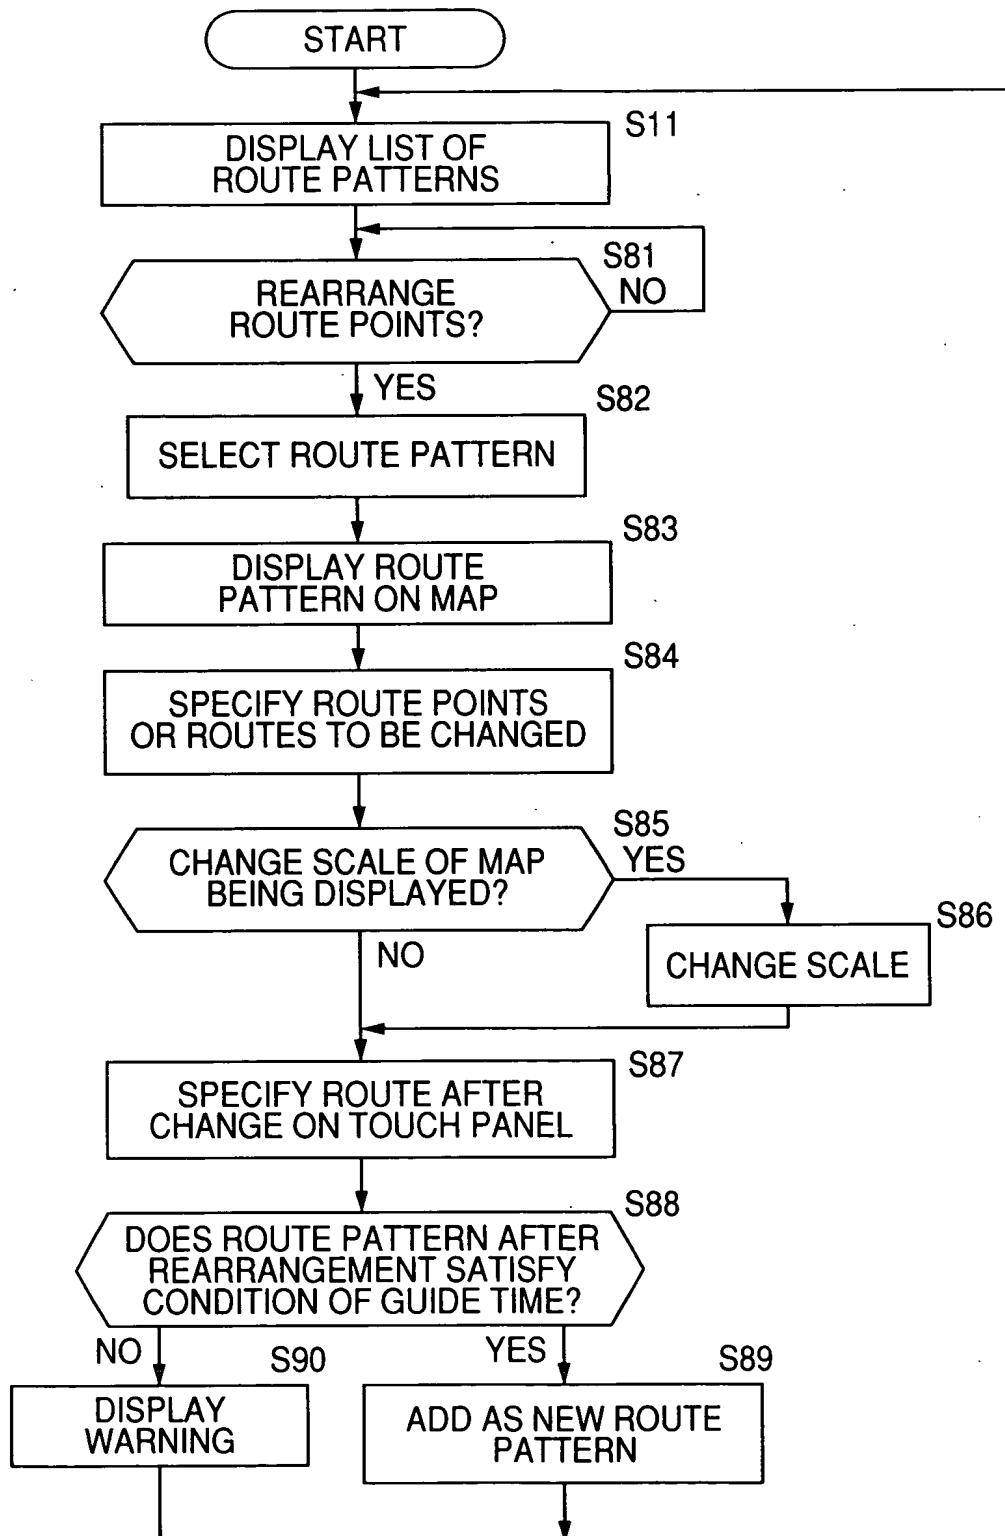 START
S11
DISPLAY LIST OF
ROUTE PATTERNS
S81
REARRANGE
ROUTE POINTS?
NO
YES
S82
SELECT ROUTE PATTERN
S83
DISPLAY ROUTE
PATTERN ON MAP
S84
SPECIFY ROUTE POINTS
OR ROUTES TO BE CHANGED
S85
CHANGE SCALE OF MAP
BEING DISPLAYED?
YES
S86
CHANGE SCALE
NO
S87
SPECIFY ROUTE AFTER
CHANGE ON TOUCH PANEL
S88
DOES ROUTE PATTERN AFTER
REARRANGEMENT SATISFY
CONDITION OF GUIDE TIME?
NO
S90
YES
S89
DISPLAY
WARNING
ADD AS NEW ROUTE
PATTERN